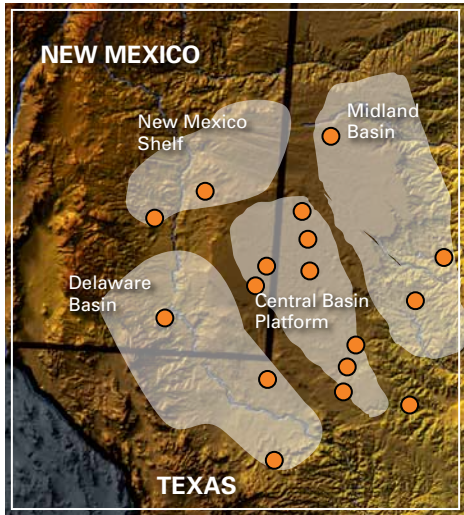 NEW MEXICO
New Mexico
Shelf
Midland
Basin
Delaware
Basin
Central Basin
Platform
TEXAS